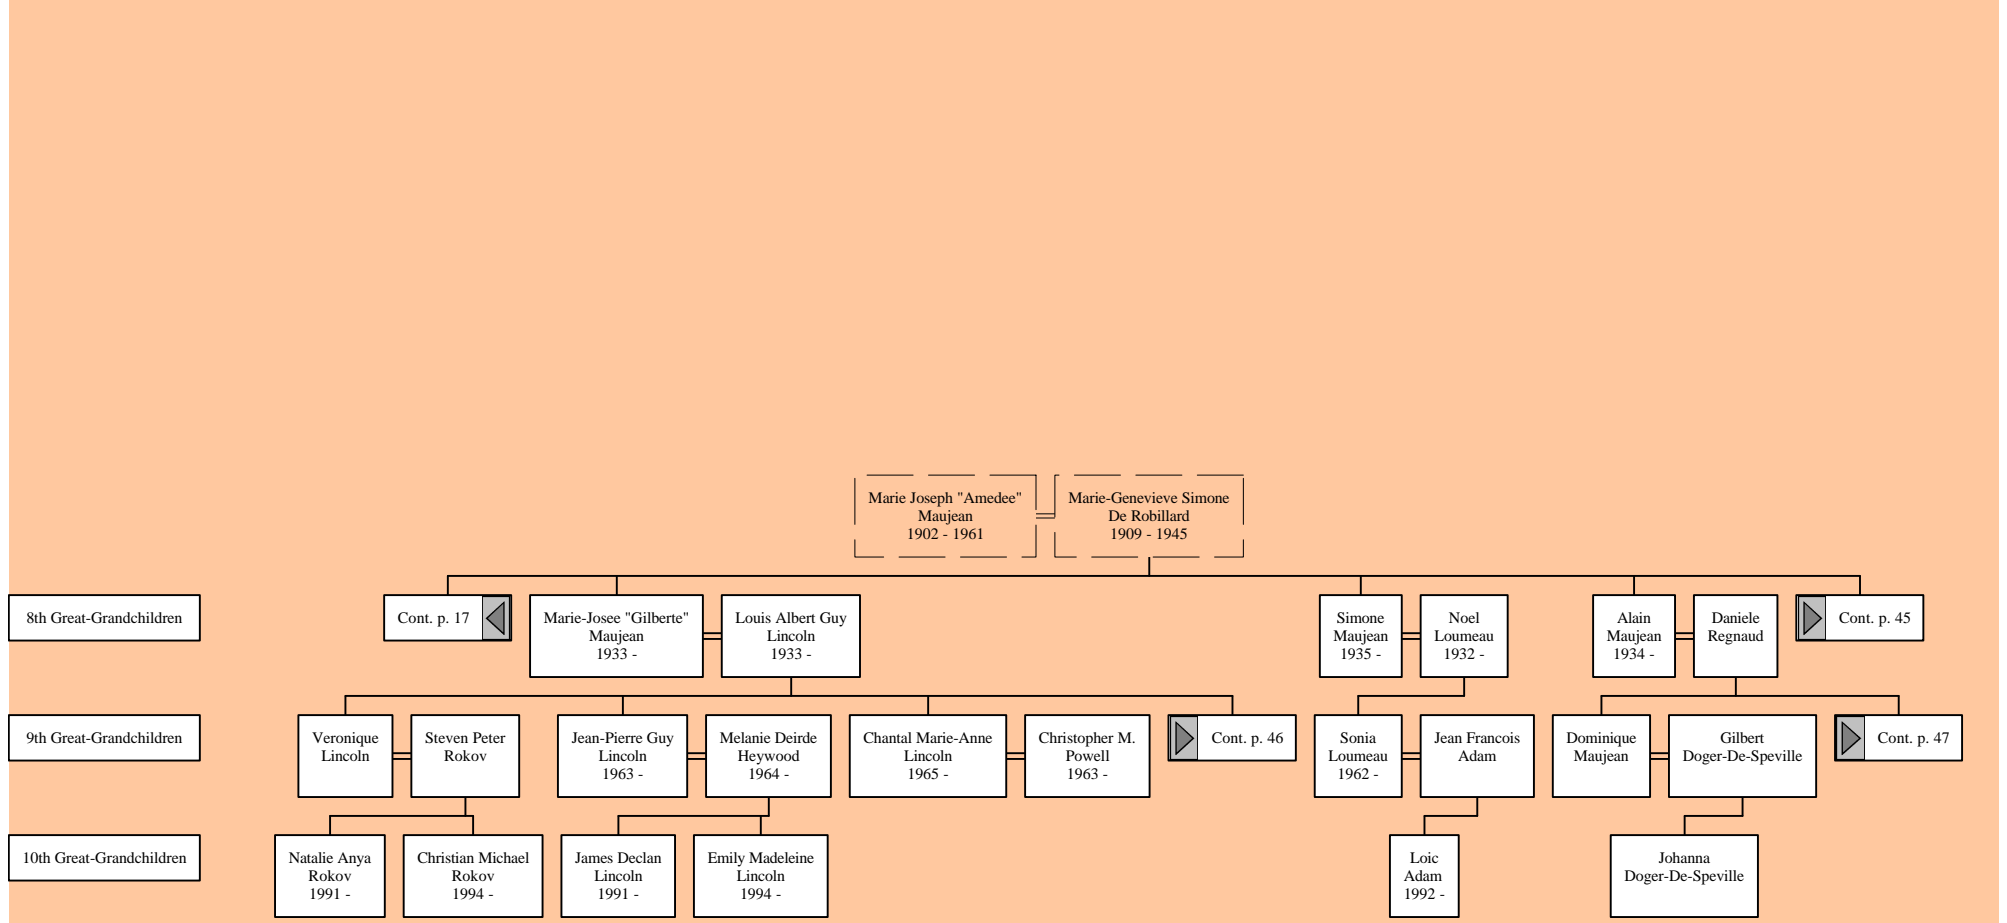 Marie Joseph "Amedee"
Maujean
1902 - 1961
Marie-Genevieve Simone
De Robillard
1909 - 1945
8th Great-Grandchildren
Cont. p. 17
Marie-Josee "Gilberte"
Maujean
1933 -
Louis Albert Guy
Lincoln
1933 -
Simone
Maujean
1935 -
Noel
Loumeau
1932 -
Alain
Maujean
1934 -
Daniele
Regnaud
Cont. p. 45
9th Great-Grandchildren
Veronique
Lincoln
Steven Peter
Rokov
Jean-Pierre Guy
Lincoln
1963 -
Melanie Deirde
Heywood
1964 -
Chantal Marie-Anne
Lincoln
1965 -
Christopher M.
Powell
1963 -
Cont. p. 46
Sonia
Loumeau
1962 -
Jean Francois
Adam
Dominique
Maujean
Gilbert
Doger-De-Speville
Cont. p. 47
10th Great-Grandchildren
Natalie Anya
Rokov
1991 -
Christian Michael
Rokov
1994 -
James Declan
Lincoln
1991 -
Emily Madeleine
Lincoln
1994 -
Loic
Adam
1992 -
Johanna
Doger-De-Speville